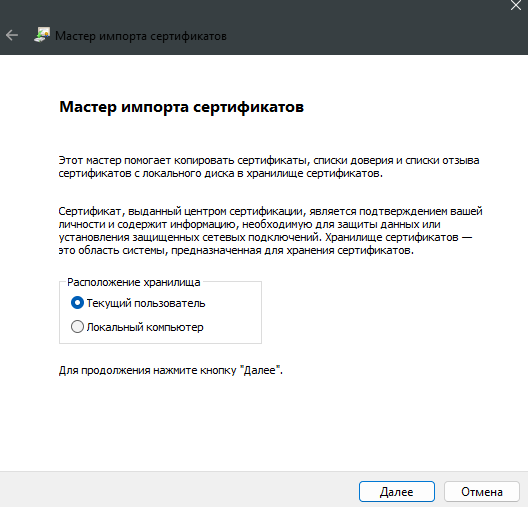 Мастер импорта сертификатов
Мастер импорта сертификатов
Этот мастер помогает копировать сертификаты, списки доверия и списки отзыва
сертификатов с локального диска в хранилище сертификатов.
Сертификат, выданный центром сертификации, является подтверждением вашей
личности и содержит информацию, необходимую для защиты данных или
установления защищенных сетевых подключений. Хранилище сертификатов —
это область системы, предназначенная для хранения сертификатов.
Расположение хранилища
Текущий пользователь
Локальный компьютер
Для продолжения нажмите кнопку "Далее".
Далее
Отмена